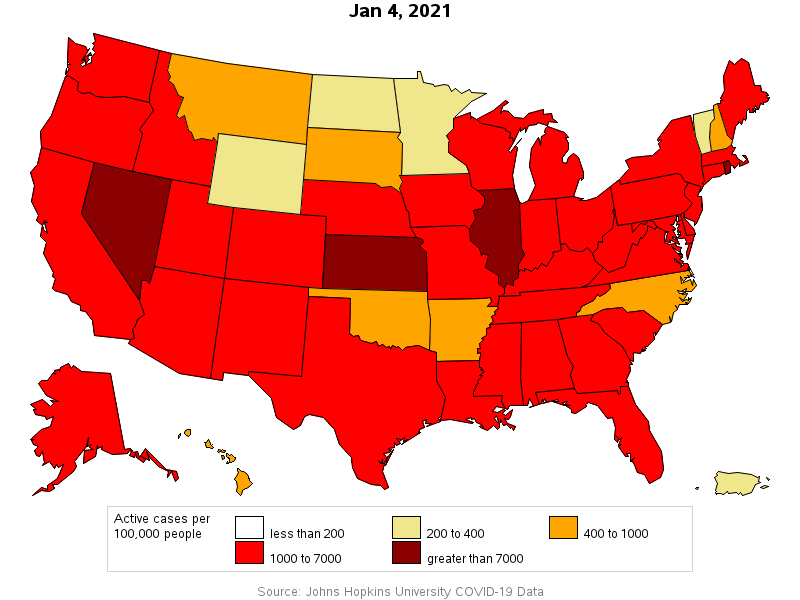 Jan 4, 2021
Active cases per
100,000 people
less than 200
200 to 400
400 to 1000
1000 to 7000
greater than 7000
Source: Johns Hopkins University COVID-19 Data